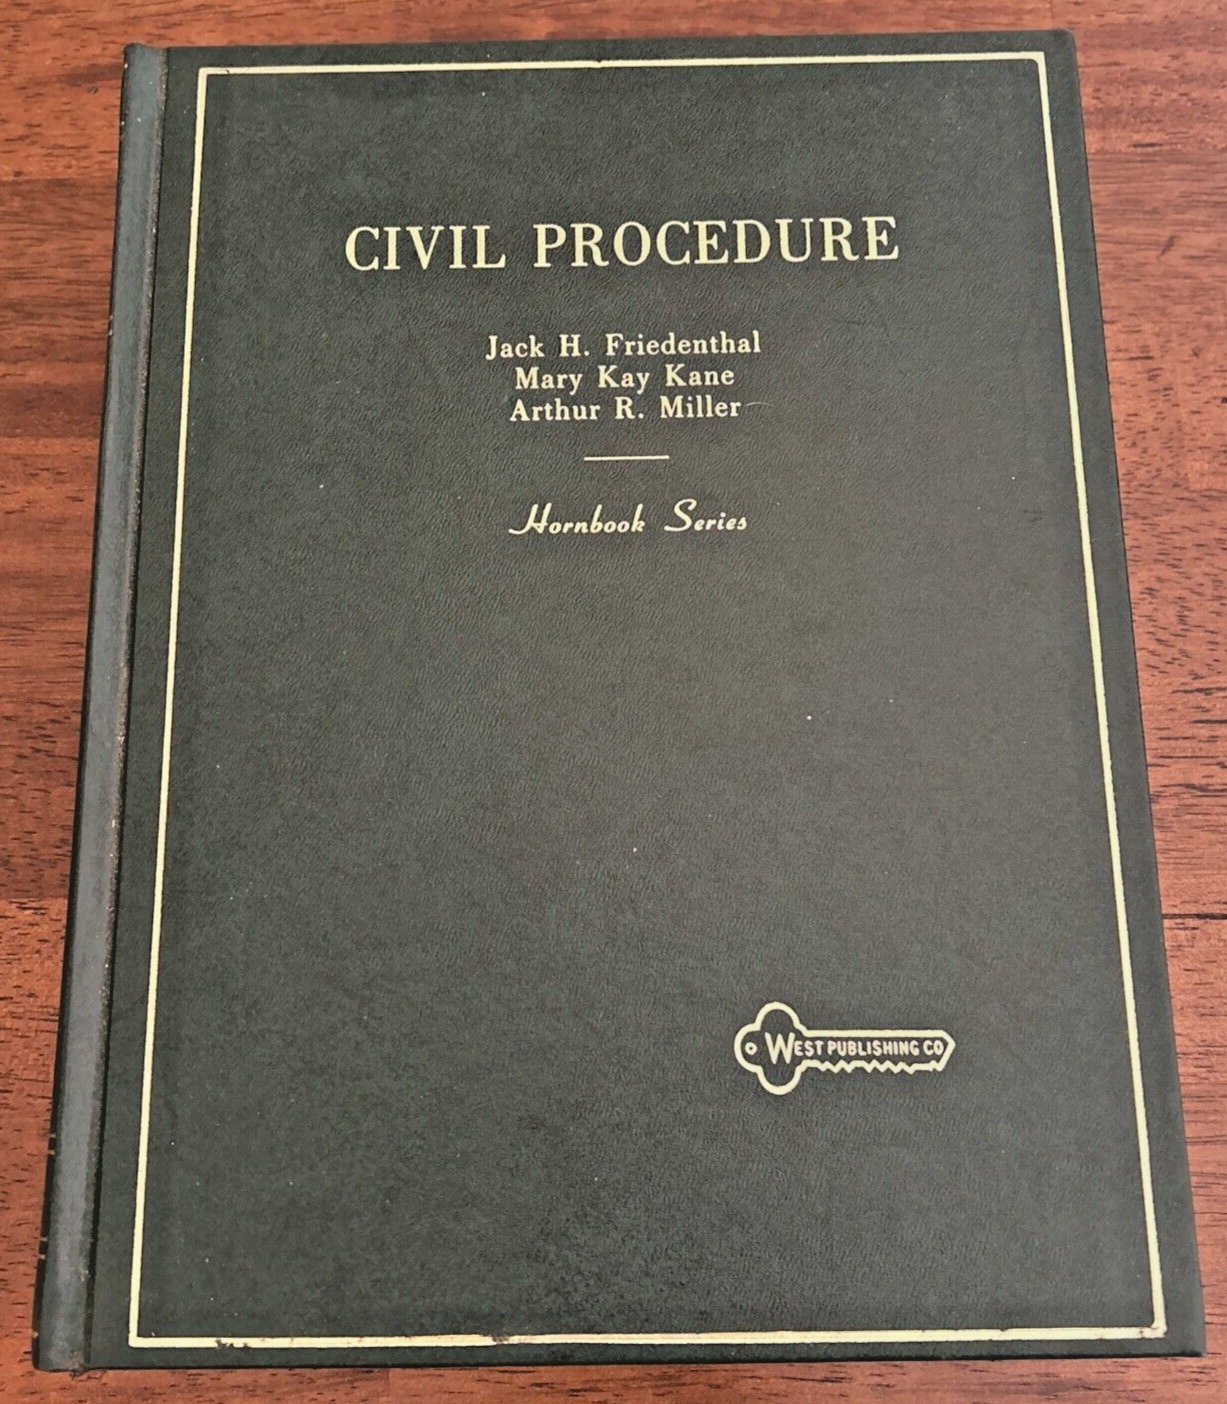 CIVIL PROCEDURE
Jack H. Friedenthal
Mary Kay Kane
Arthur R. Miller
Hornbook Series
WEST PUBLISHING CO